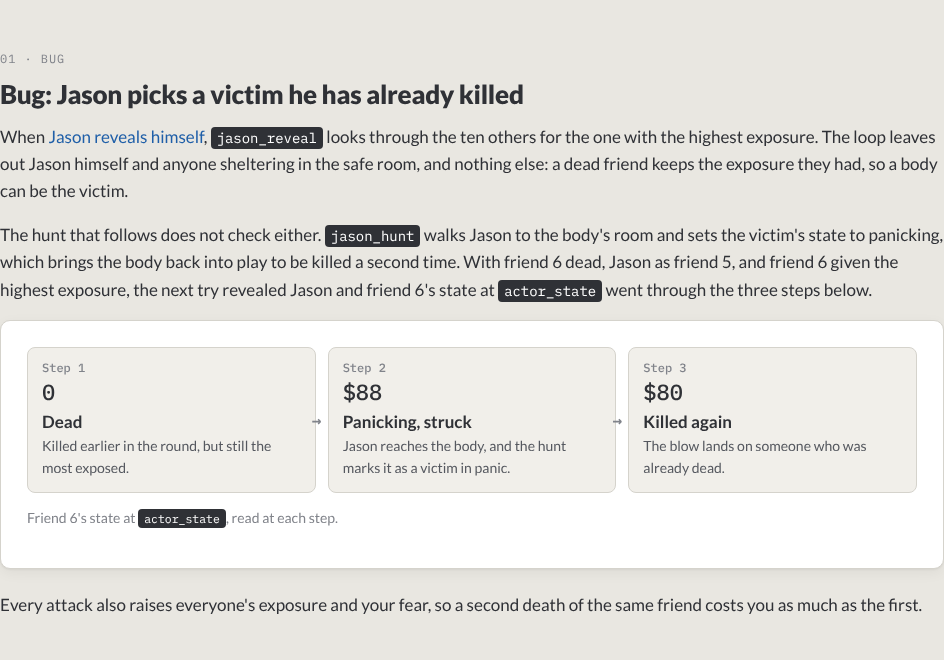 01 · BUG
Bug: Jason picks a victim he has already killed
When Jason reveals himself, jason_reveal looks through the ten others for the one with the highest exposure. The loop leaves
out Jason himself and anyone sheltering in the safe room, and nothing else: a dead friend keeps the exposure they had, so a body
can be the victim.
The hunt that follows does not check either. jason_hunt walks Jason to the body's room and sets the victim's state to panicking,
which brings the body back into play to be killed a second time. With friend 6 dead, Jason as friend 5, and friend 6 given the
highest exposure, the next try revealed Jason and friend 6's state at actor_state went through the three steps below.
Step 1
0
Dead
Killed earlier in the round, but still the
most exposed.
→
Step 2
$88
Panicking, struck
Jason reaches the body, and the hunt
marks it as a victim in panic.
→
Step 3
$80
Killed again
The blow lands on someone who was
already dead.
Friend 6's state at actor_state, read at each step.
Every attack also raises everyone's exposure and your fear, so a second death of the same friend costs you as much as the first.